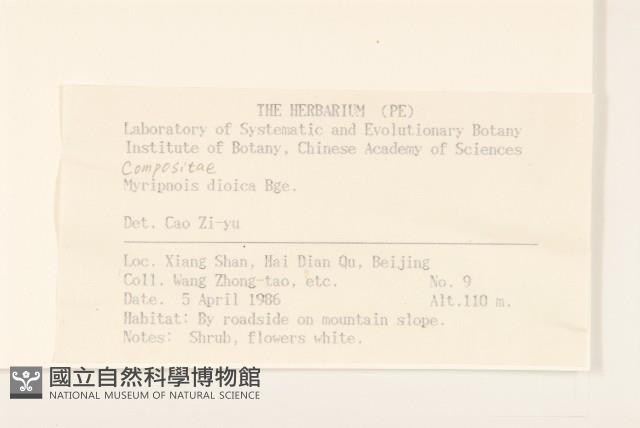 THE HERBARIUM (PE)
Laboratory of Systematic and Evolutionary Botany
Institute of Botany, Chinese Academy of Sciences
Compositae
Myripnois dioica Bge.
Det. Cao Zi-yu
Loc. Xiang Shan, Hai Dian Qu, Beijing
Coll. Wang Zhong-tao, etc. No. 9
Date. 5 April 1986 Alt.110 m.
Habitat: By roadside on mountain slope.
Notes: Shrub, flowers white.
國立自然科學博物館
NATIONAL MUSEUM OF NATURAL SCIENCE